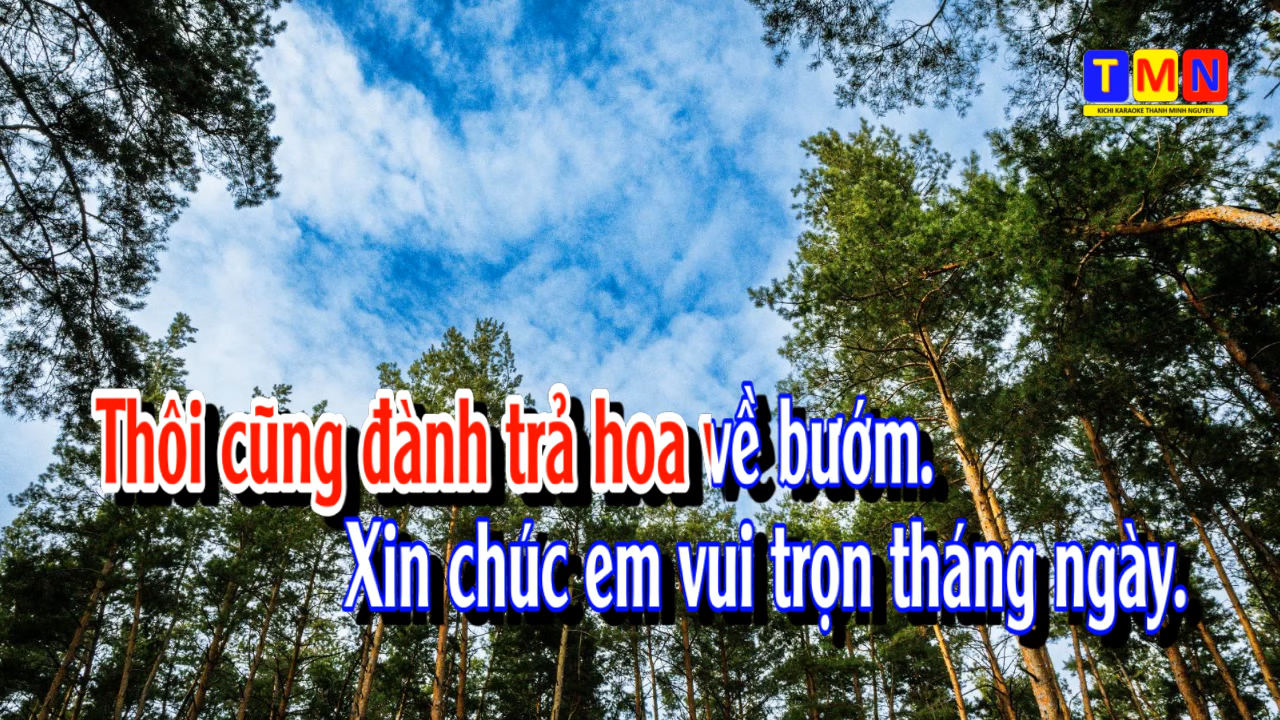 TMN
KICHI KARAOKE THANH MINH NGUYEN
Thôi cũng đành trả hoa về bướm.
Xin chúc em vui trọn tháng ngày.